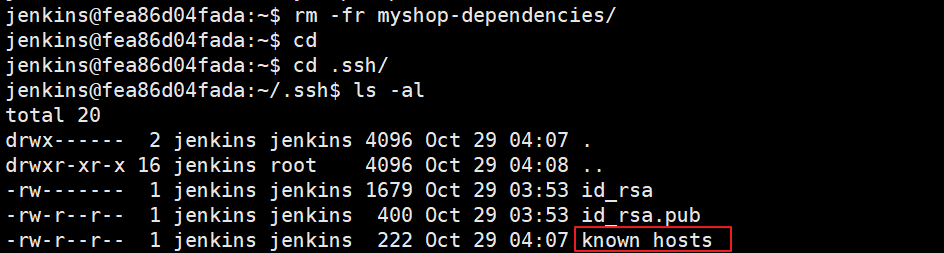 jenkins@fea86d04fada:~$ rm -fr myshop-dependencies/
jenkins@fea86d04fada:~$ cd
jenkins@fea86d04fada:~$ cd .ssh/
jenkins@fea86d04fada:~/.ssh$ ls -al
total 20
drwx------  2 jenkins jenkins 4096 Oct 29 04:07 .
drwxr-xr-x 16 jenkins root    4096 Oct 29 04:08 ..
-rw-------  1 jenkins jenkins 1679 Oct 29 03:53 id_rsa
-rw-r--r--  1 jenkins jenkins  400 Oct 29 03:53 id_rsa.pub
-rw-r--r--  1 jenkins jenkins  222 Oct 29 04:07 known_hosts